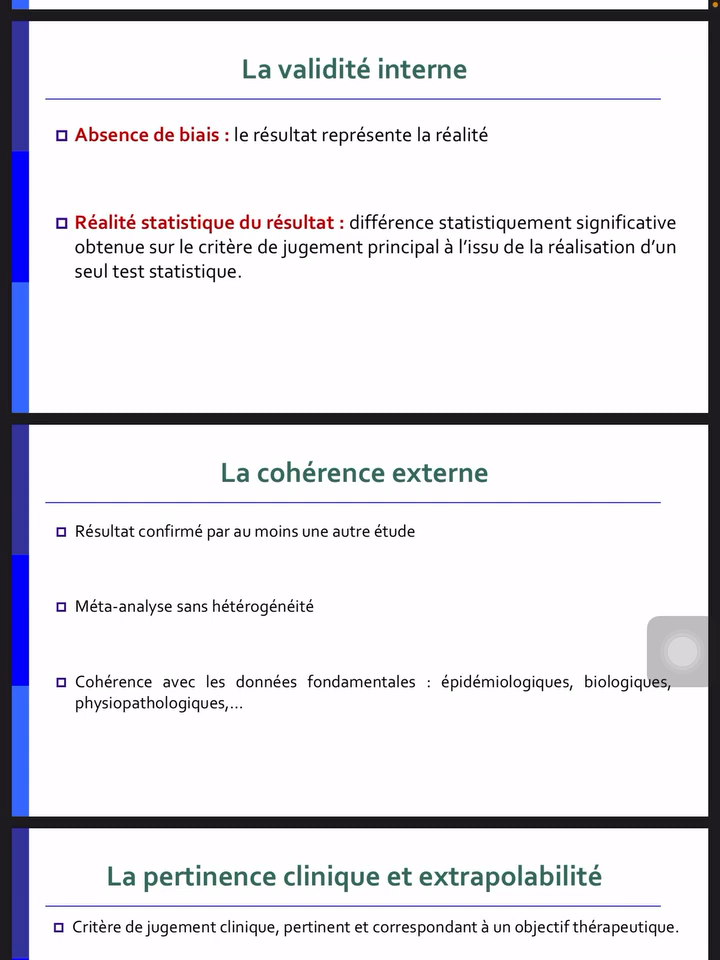 La validité interne
Absence de biais : le résultat représente la réalité
Réalité statistique du résultat : différence statistiquement significative
obtenue sur le critère de jugement principal à l’issu de la réalisation d’un
seul test statistique.
La cohérence externe
Résultat confirmé par au moins une autre étude
Méta-analyse sans hétérogénéité
Cohérence avec les données fondamentales : épidémiologiques, biologiques,
physiopathologiques,...
La pertinence clinique et extrapolabilité
Critère de jugement clinique, pertinent et correspondant à un objectif thérapeutique.